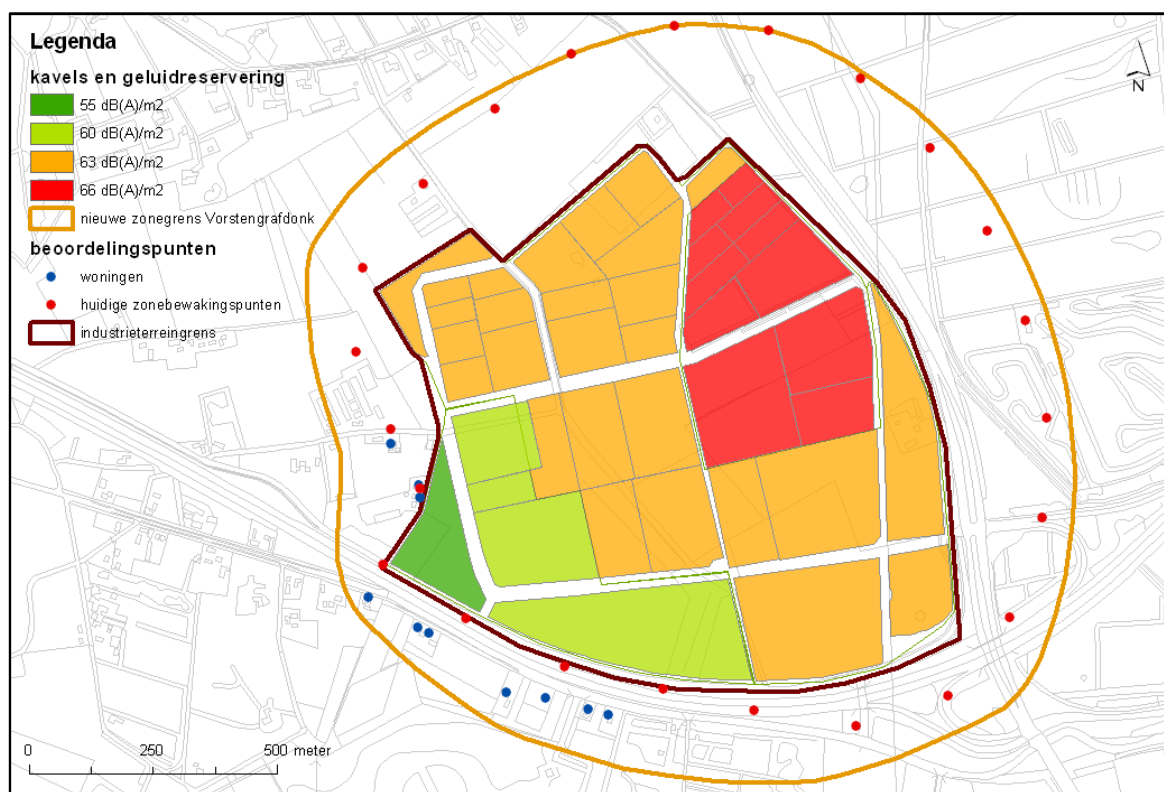 Legenda
kavels en geluidreservering
55 dB(A)/m2
60 dB(A)/m2
63 dB(A)/m2
66 dB(A)/m2
nieuwe zonegrens Vorstengrafdonk
beoordelingspunten
woningen
huidige zonebewakingspunten
industrieterreingrens
N
0 250 500 meter